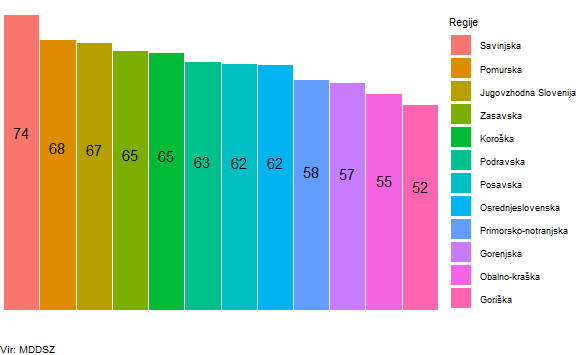 Regije
Savinjska
Pomurska
Jugovzhodna Slovenija
Zasavska
Koroška
Podravska
Posavska
Osrednjeslovenska
Primorsko-notranjska
Gorenjska
Obalno-kraška
Goriška
74
68
67
65
65
63
62
62
58
57
55
52
Vir: MDDSZ